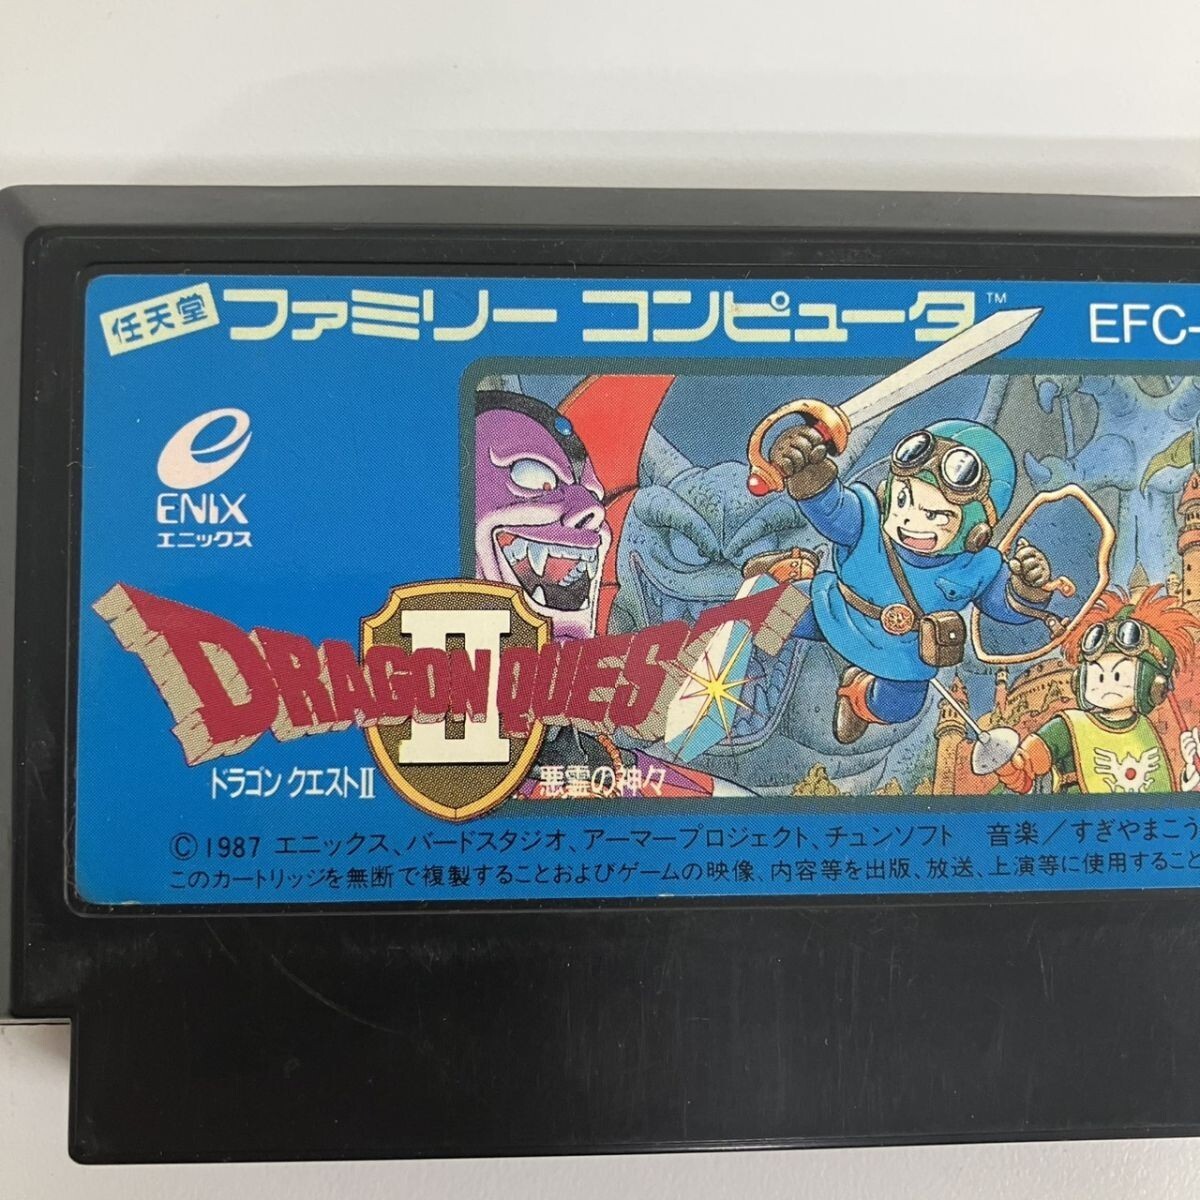 任天堂 ファミリー コンピュータ™ EFC-
ENIX
エニックス
DRAGON QUEST
II
ドラゴンクエストII 悪霊の神々
©1987 エニックス、バードスタジオ、アーマープロジェクト、チュンソフト 音楽/すぎやまこう
このカートリッジを無断で複製することおよびゲームの映像、内容等を出版、放送、上演等に使用すること